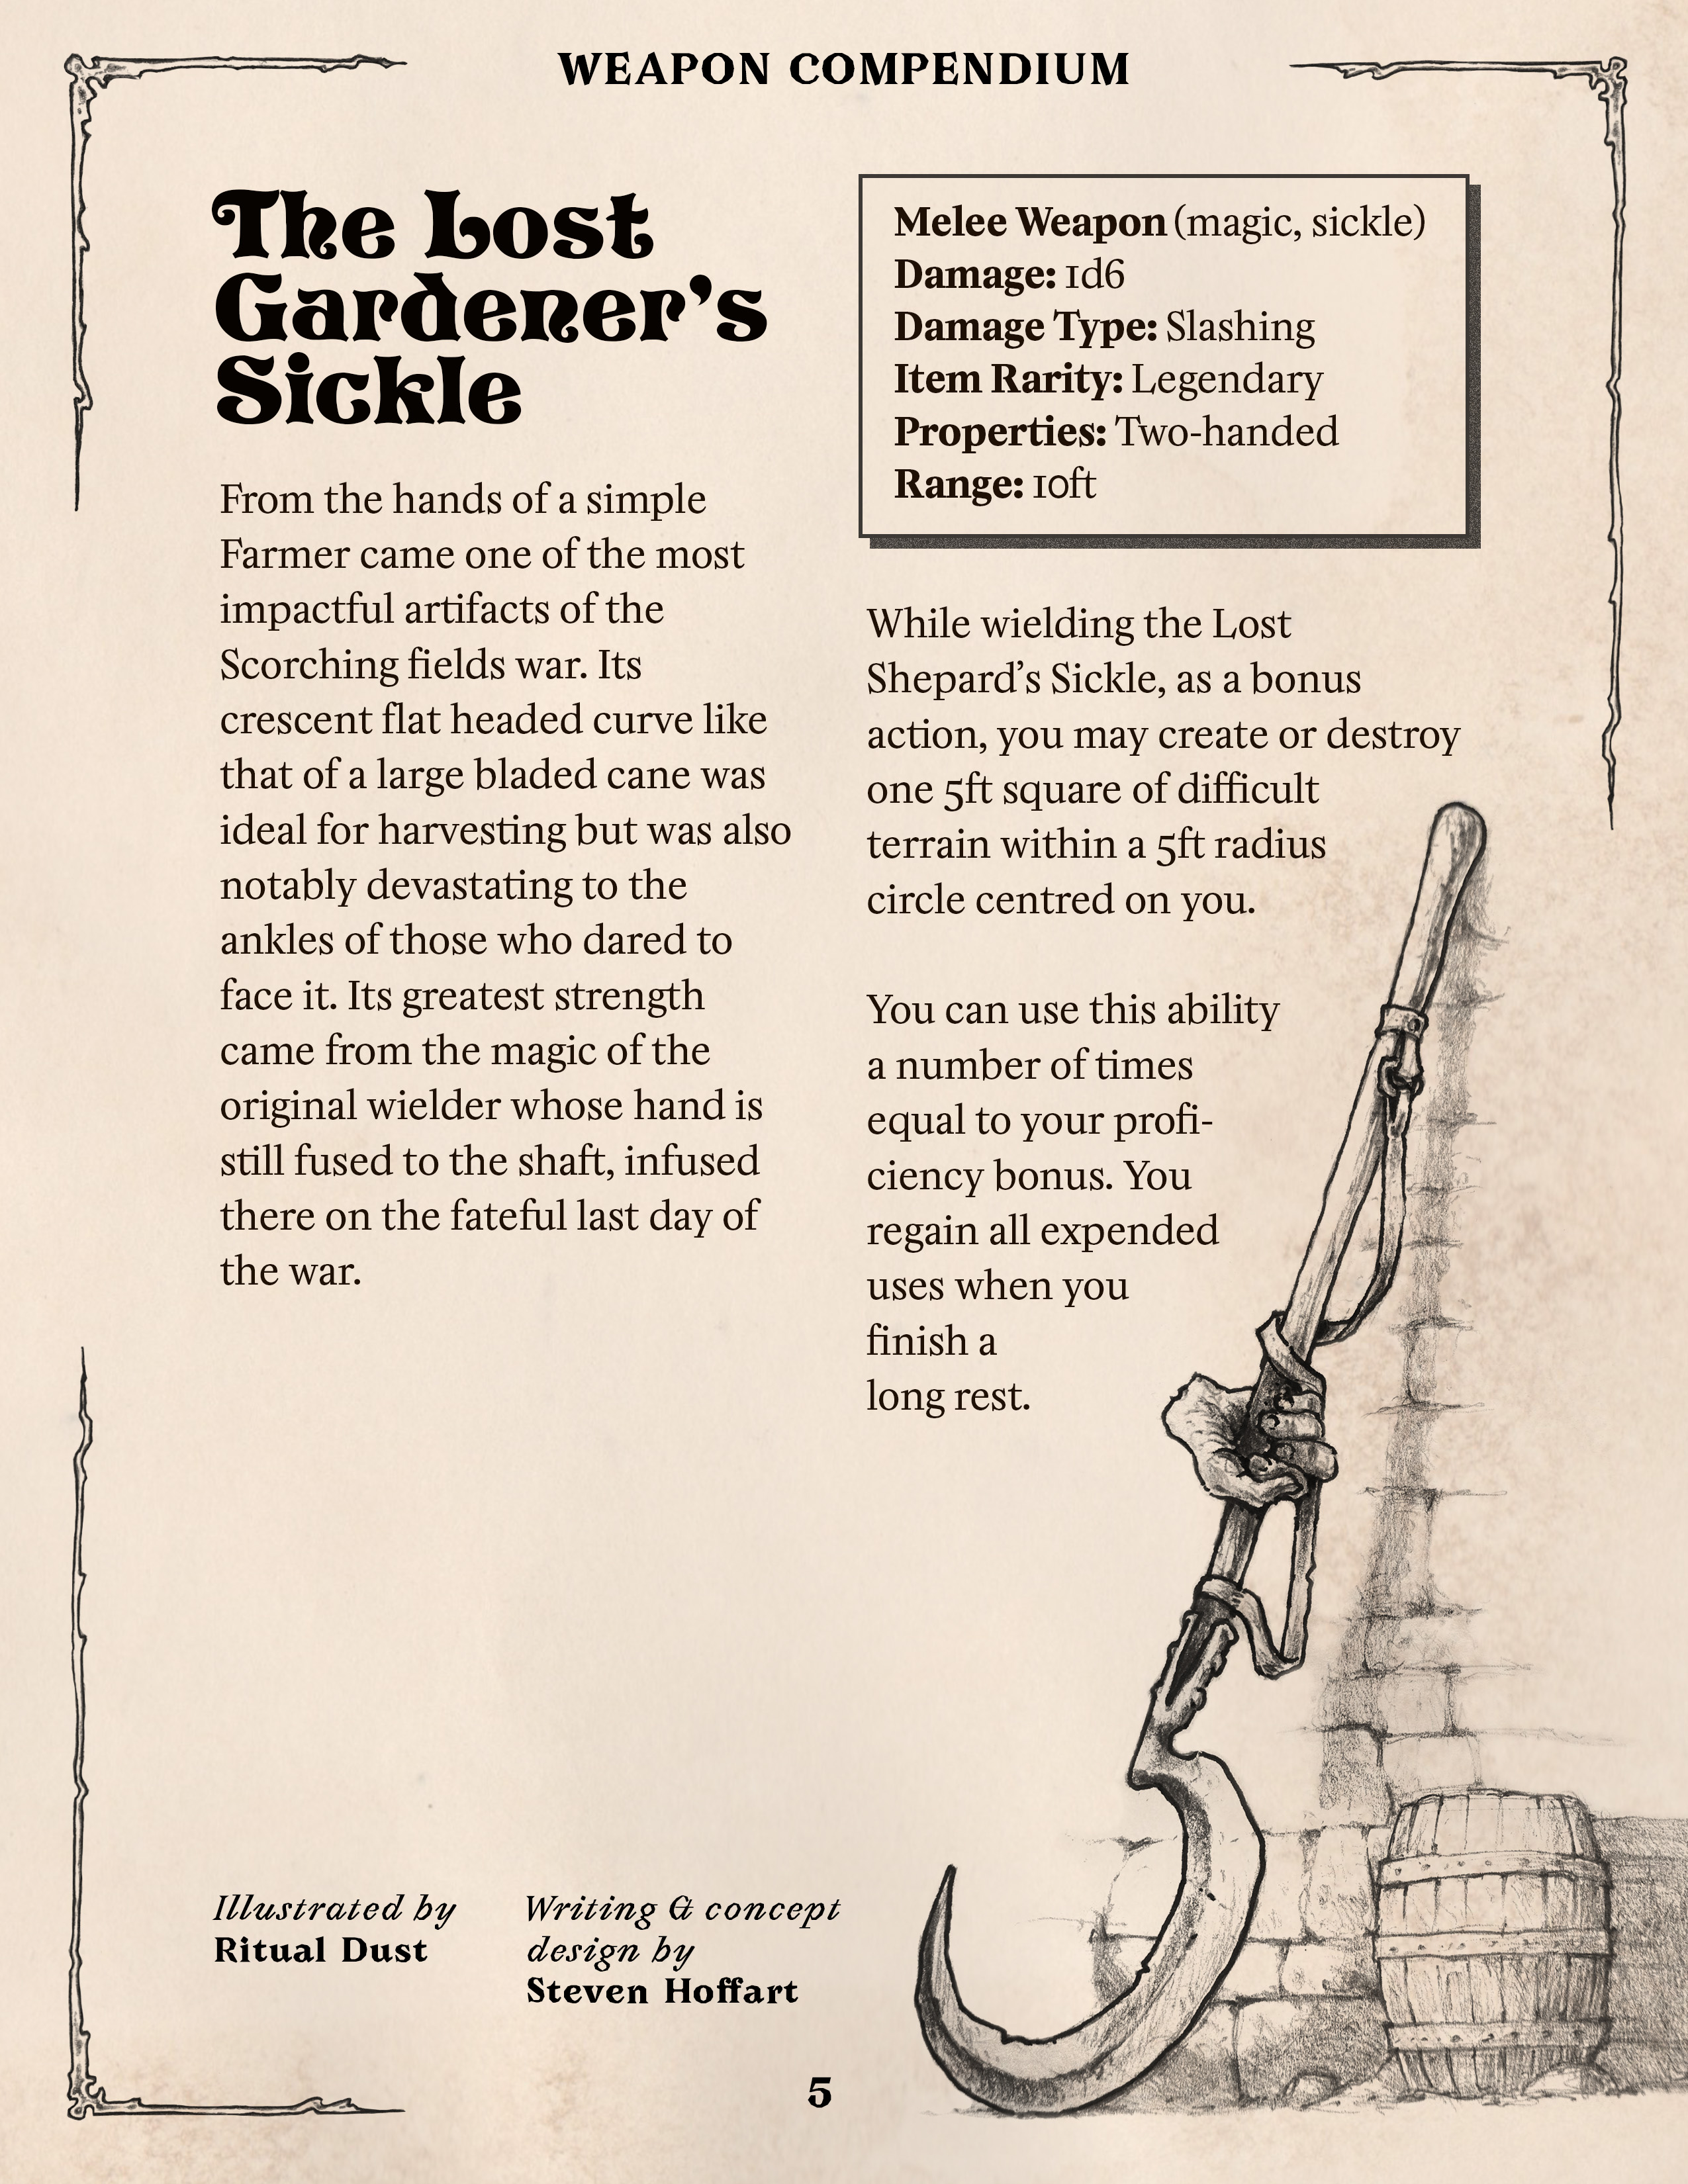 WEAPON COMPENDIUM
The Lost
Gardener's
Sickle
From the hands of a simple
Farmer came one of the most
impactful artifacts of the
Scorching fields war. Its
crescent flat headed curve like
that of a large bladed cane was
ideal for harvesting but was also
notably devastating to the
ankles of those who dared to
face it. Its greatest strength
came from the magic of the
original wielder whose hand is
still fused to the shaft, infused
there on the fateful last day of
the war.
Melee Weapon (magic, sickle)
Damage: 1d6
Damage Type: Slashing
Item Rarity: Legendary
Properties: Two-handed
Range: 10ft
While wielding the Lost
Shepard's Sickle, as a bonus
action, you may create or destroy
one 5ft square of difficult
terrain within a 5ft radius
circle centred on you.
You can use this ability
a number of times
equal to your profi-
ciency bonus. You
regain all expended
uses when you
finish a
long rest.
Illustrated by
Ritual Dust
Writing & concept
design by
Steven Hoffart
5